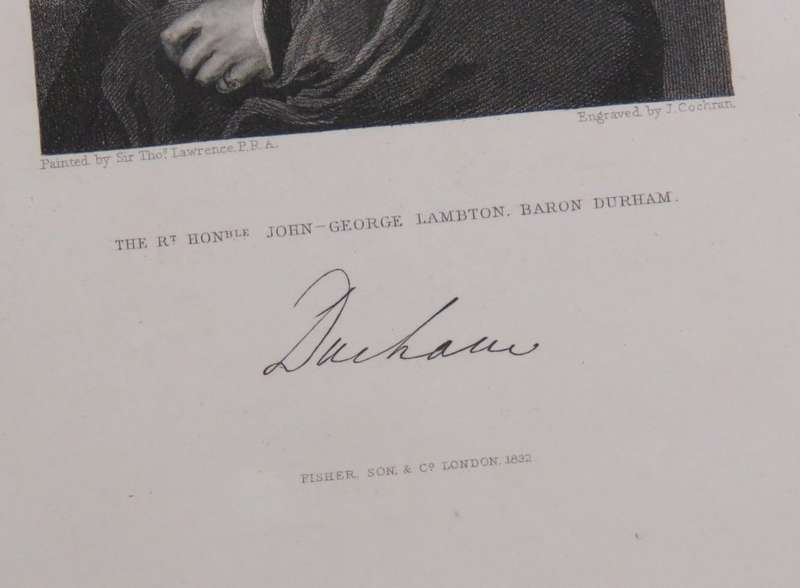 Painted by Sir Thoˢ. Lawrence, P.R.A.
Engraved by J. Cochran.
THE Rᵀ HONᴮᴸᴱ JOHN-GEORGE LAMBTON, BARON DURHAM.
Durham
FISHER, SON, & Cº LONDON, 1832